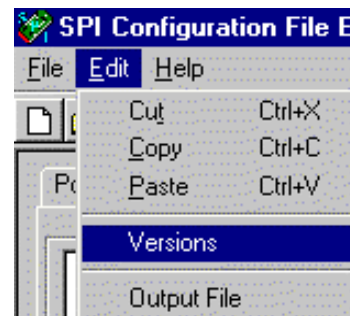 SPI Configuration File E
File Edit Help
Cut Ctrl+X
Copy Ctrl+C
Paste Ctrl+V
Versions
Output File